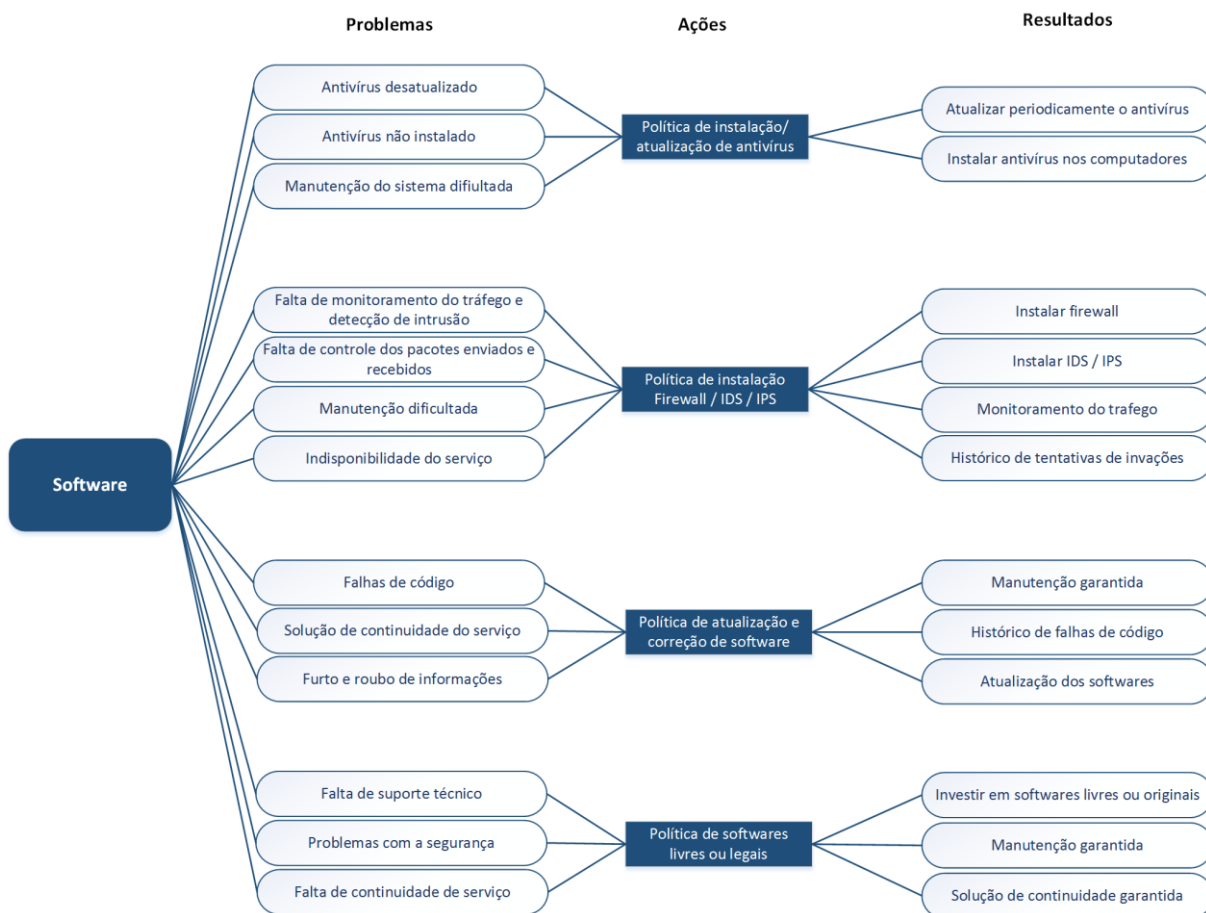 Problemas
Ações
Resultados
Antivírus desatualizado
Antivírus não instalado
Manutenção do sistema difiultada
Política de instalação/
atualização de antivírus
Atualizar periodicamente o antivírus
Instalar antivírus nos computadores
Falta de monitoramento do tráfego e
detecção de intrusão
Falta de controle dos pacotes enviados e
recebidos
Manutenção dificultada
Indisponibilidade do serviço
Política de instalação
Firewall / IDS / IPS
Instalar firewall
Instalar IDS / IPS
Monitoramento do trafego
Histórico de tentativas de invações
Software
Falhas de código
Solução de continuidade do serviço
Furto e roubo de informações
Política de atualização e
correção de software
Manutenção garantida
Histórico de falhas de código
Atualização dos softwares
Falta de suporte técnico
Problemas com a segurança
Falta de continuidade de serviço
Política de softwares
livres ou legais
Investir em softwares livres ou originais
Manutenção garantida
Solução de continuidade garantida